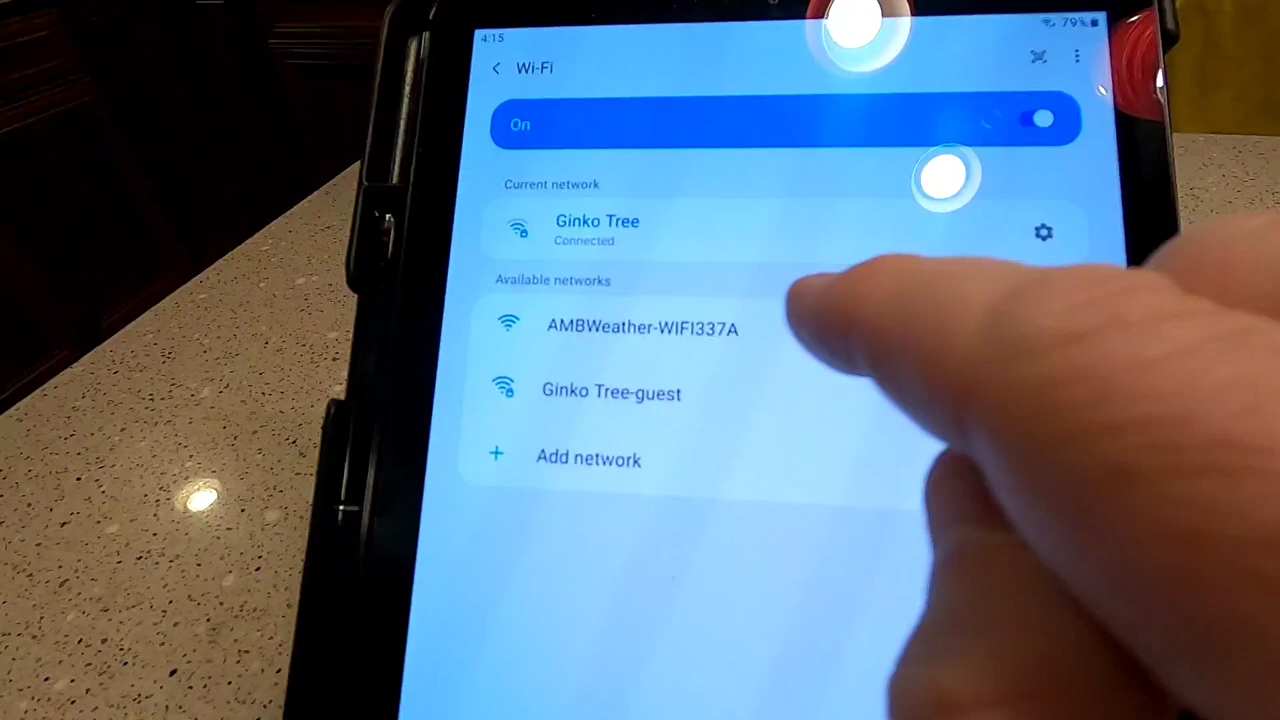 4:15
79%
Wi-Fi
On
Current network
Ginko Tree
Connected
Available networks
AMBWeather-WIFI337A
Ginko Tree-guest
+ Add network